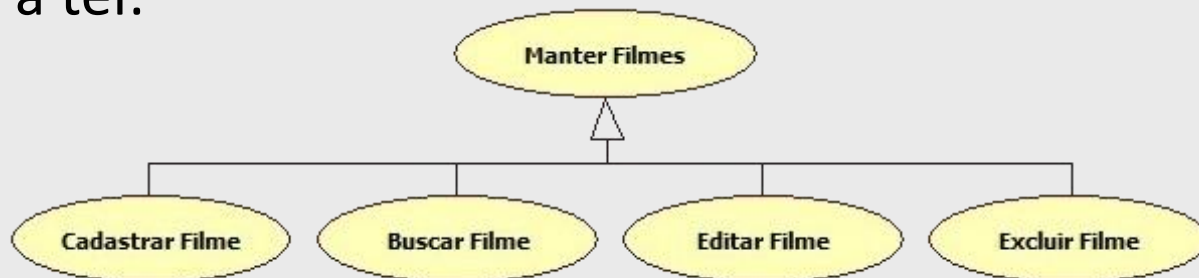 a ter.
Manter Filmes
Cadastrar Filme
Buscar Filme
Editar Filme
Excluir Filme